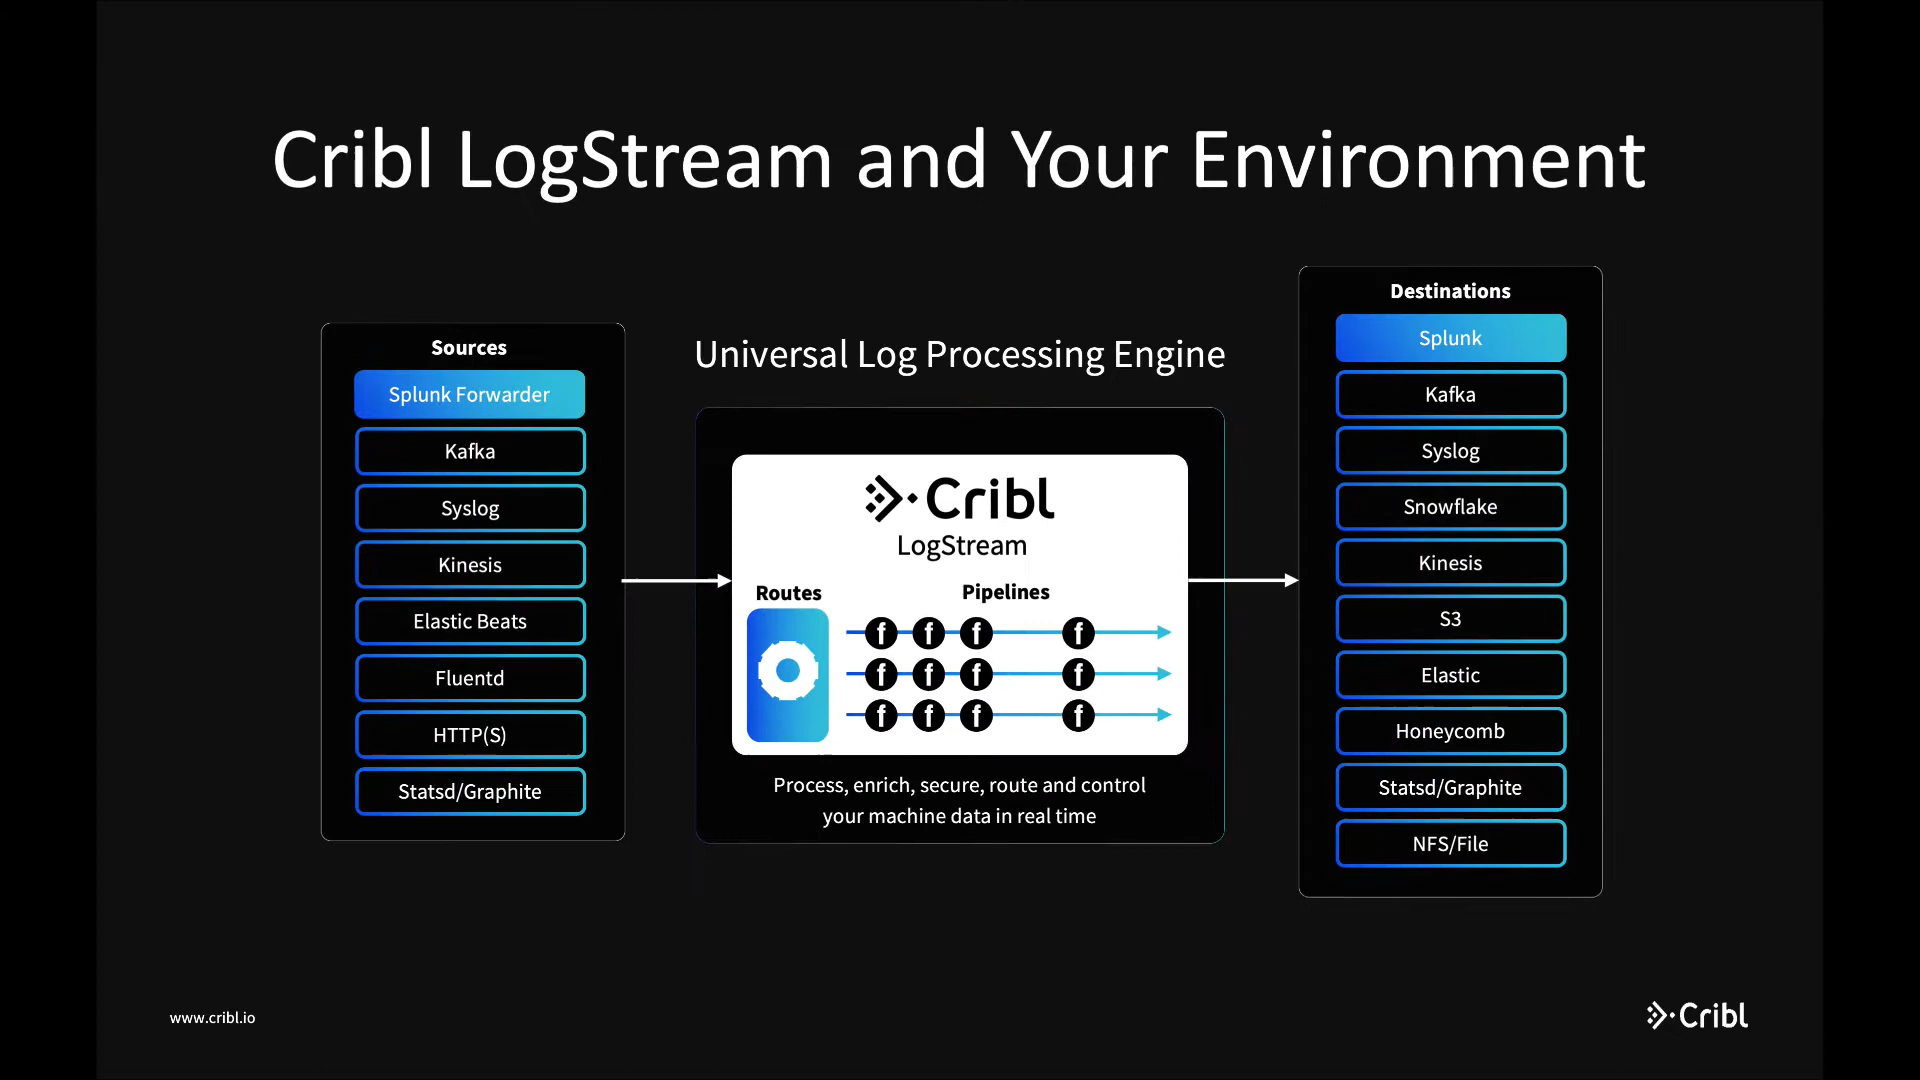 Cribl LogStream and Your Environment
Sources
Splunk Forwarder
Kafka
Syslog
Kinesis
Elastic Beats
Fluentd
HTTP(S)
Statsd/Graphite
Universal Log Processing Engine
Cribl
LogStream
Routes
Pipelines
f f f f
f f f f
f f f f
Process, enrich, secure, route and control
your machine data in real time
Destinations
Splunk
Kafka
Syslog
Snowflake
Kinesis
S3
Elastic
Honeycomb
Statsd/Graphite
NFS/File
www.cribl.io
Cribl